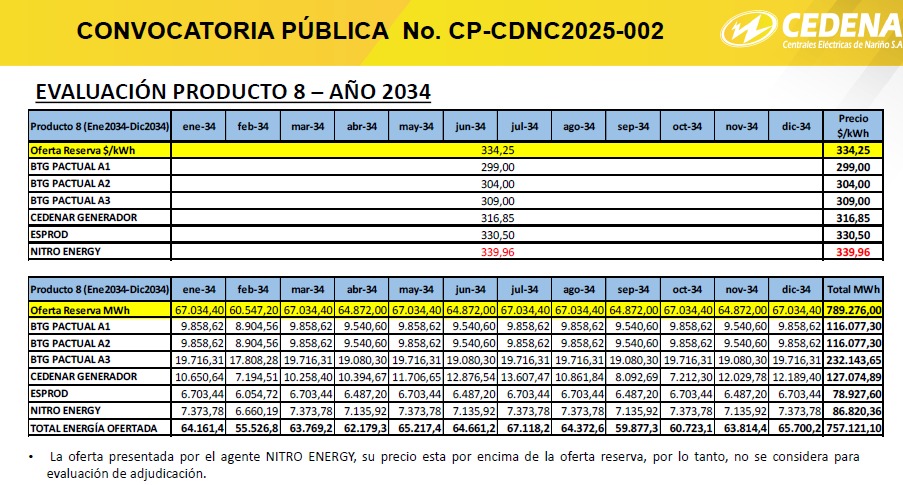 CONVOCATORIA PÚBLICA No. CP-CDNC2025-002
CEDENA
Centrales Eléctricas de Nariño S.A
EVALUACIÓN PRODUCTO 8 – AÑO 2034
Producto 8 (Ene2034-Dic2034) ene-34 feb-34 mar-34 abr-34 may-34 jun-34 jul-34 ago-34 sep-34 oct-34 nov-34 dic-34 Precio $/kWh
Oferta Reserva $/kWh 334,25 334,25
BTG PACTUAL A1 299,00 299,00
BTG PACTUAL A2 304,00 304,00
BTG PACTUAL A3 309,00 309,00
CEDENAR GENERADOR 316,85 316,85
ESPROD 330,50 330,50
NITRO ENERGY 339,96 339,96
Producto 8 (Ene2034-Dic2034) ene-34 feb-34 mar-34 abr-34 may-34 jun-34 jul-34 ago-34 sep-34 oct-34 nov-34 dic-34 Total MWh
Oferta Reserva MWh 67.034,40 60.547,20 67.034,40 64.872,00 67.034,40 64.872,00 67.034,40 67.034,40 64.872,00 67.034,40 64.872,00 67.034,40 789.276,00
BTG PACTUAL A1 9.858,62 8.904,56 9.858,62 9.540,60 9.858,62 9.540,60 9.858,62 9.858,62 9.540,60 9.858,62 9.540,60 9.858,62 116.077,30
BTG PACTUAL A2 9.858,62 8.904,56 9.858,62 9.540,60 9.858,62 9.540,60 9.858,62 9.858,62 9.540,60 9.858,62 9.540,60 9.858,62 116.077,30
BTG PACTUAL A3 19.716,31 17.808,28 19.716,31 19.080,30 19.716,31 19.080,30 19.716,31 19.716,31 19.080,30 19.716,31 19.080,30 19.716,31 232.143,65
CEDENAR GENERADOR 10.650,64 7.194,51 10.258,40 10.394,67 11.706,65 12.876,54 13.607,47 10.861,84 8.092,69 7.212,30 12.029,78 12.189,40 127.074,89
ESPROD 6.703,44 6.054,72 6.703,44 6.487,20 6.703,44 6.487,20 6.703,44 6.703,44 6.487,20 6.703,44 6.487,20 6.703,44 78.927,60
NITRO ENERGY 7.373,78 6.660,19 7.373,78 7.135,92 7.373,78 7.135,92 7.373,78 7.373,78 7.135,92 7.373,78 7.135,92 7.373,78 86.820,36
TOTAL ENERGÍA OFERTADA 64.161,4 55.526,8 63.769,2 62.179,3 65.217,4 64.661,2 67.118,2 64.372,6 59.877,3 60.723,1 63.814,4 65.700,2 757.121,10
• La oferta presentada por el agente NITRO ENERGY, su precio esta por encima de la oferta reserva, por lo tanto, no se considera para
evaluación de adjudicación.